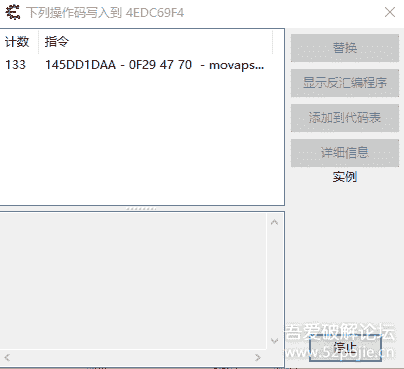 下列操作码写入到 4EDC69F4
计数 指令
133 145DD1DAA - 0F29 47 70 - movaps...
替换
显示反汇编程序
添加到代码表
详细信息
实例
停止
吾爱破解论坛
www.52pojie.cn